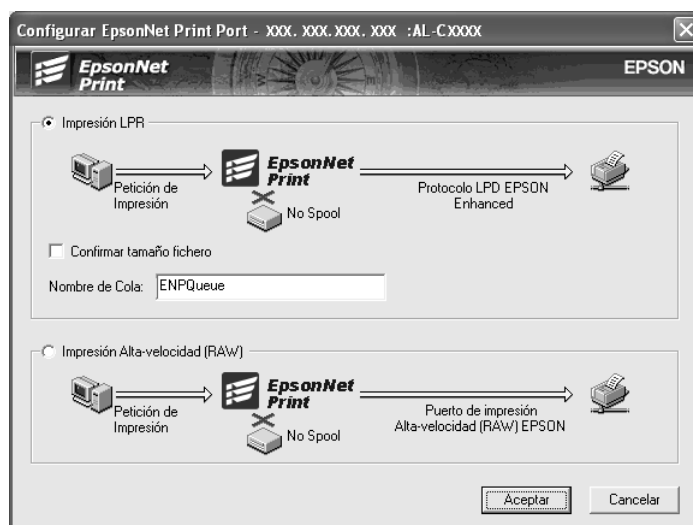 Configurar EpsonNet Print Port - XXX. XXX.XXX. XXX :AL-CXXXX
EpsonNet
Print
EPSON
Impresión LPR
Petición de
Impresión
EpsonNet
Print
No Spool
Protocolo LPD EPSON
Enhanced
Confirmar tamaño fichero
Nombre de Cola: ENPQueue
Impresión Alta-velocidad (RAW)
Petición de
Impresión
EpsonNet
Print
No Spool
Puerto de impresión
Alta-velocidad (RAW) EPSON
Aceptar Cancelar